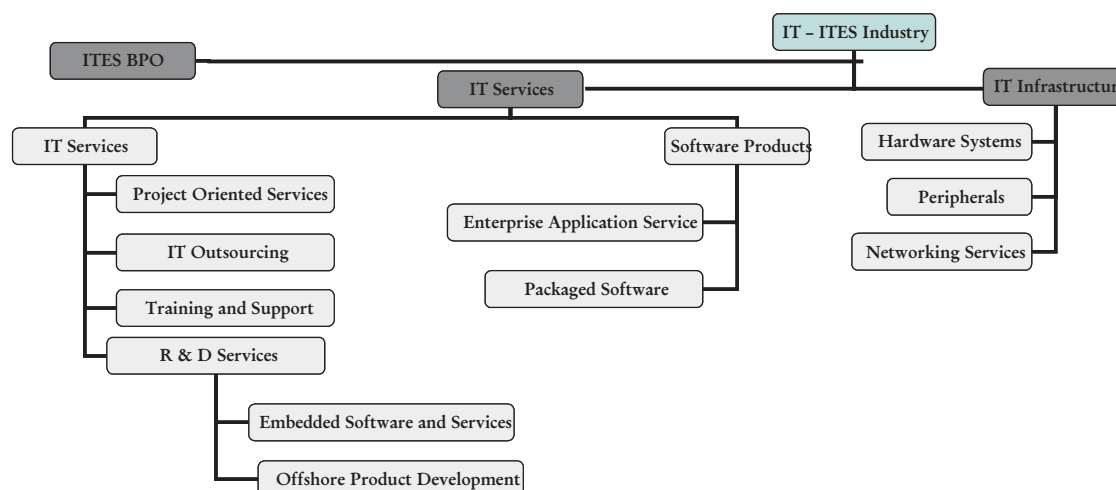 IT – ITES Industry
ITES BPO
IT Services
IT Infrastructur
IT Services
Software Products
Hardware Systems
Project Oriented Services
Peripherals
Enterprise Application Service
IT Outsourcing
Networking Services
Packaged Software
Training and Support
R & D Services
Embedded Software and Services
Offshore Product Development